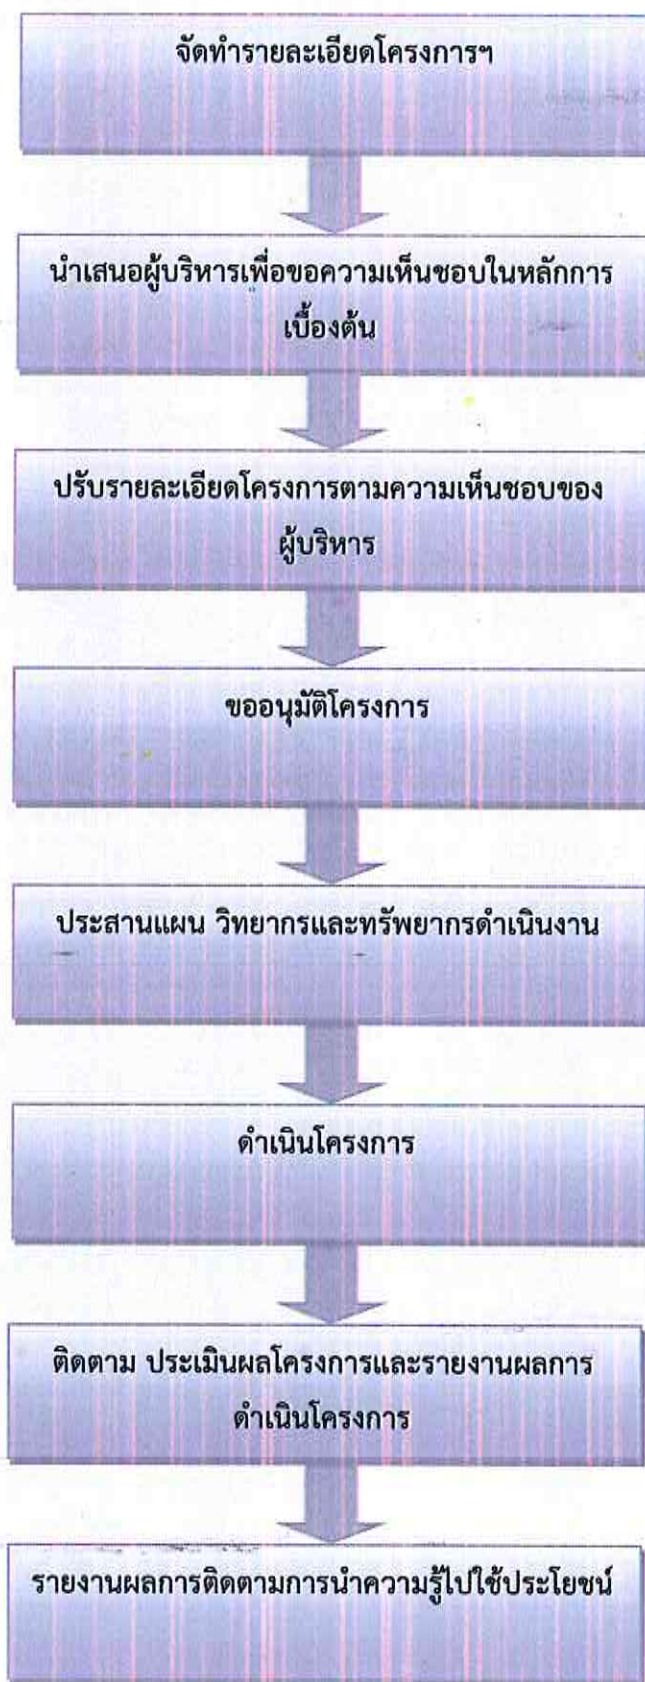 จัดทำรายละเอียดโครงการฯ
นำเสนอผู้บริหารเพื่อขอความเห็นชอบในหลักการ
เบื้องต้น
ปรับรายละเอียดโครงการตามความเห็นชอบของ
ผู้บริหาร
ขออนุมัติโครงการ
ประสานแผน วิทยากรและทรัพยากรดำเนินงาน
ดำเนินโครงการ
ติดตาม ประเมินผลโครงการและรายงานผลการ
ดำเนินโครงการ
รายงานผลการติดตามการนำความรู้ไปใช้ประโยชน์